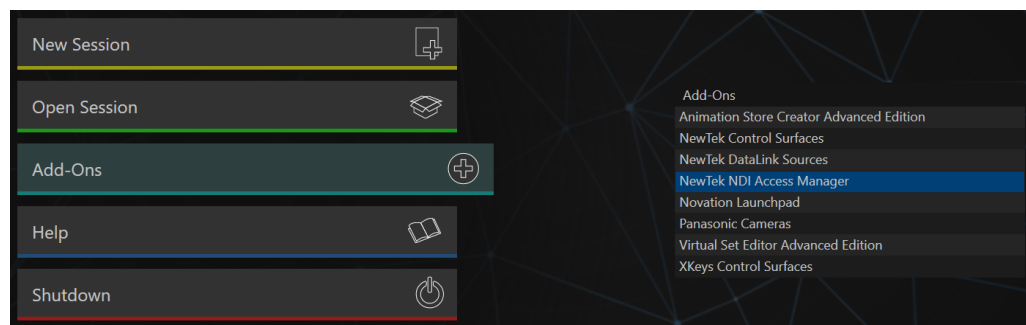 New Session
Open Session
Add-Ons
Help
Shutdown
Add-Ons
Animation Store Creator Advanced Edition
NewTek Control Surfaces
NewTek DataLink Sources
NewTek NDI Access Manager
Novation Launchpad
Panasonic Cameras
Virtual Set Editor Advanced Edition
XKeys Control Surfaces